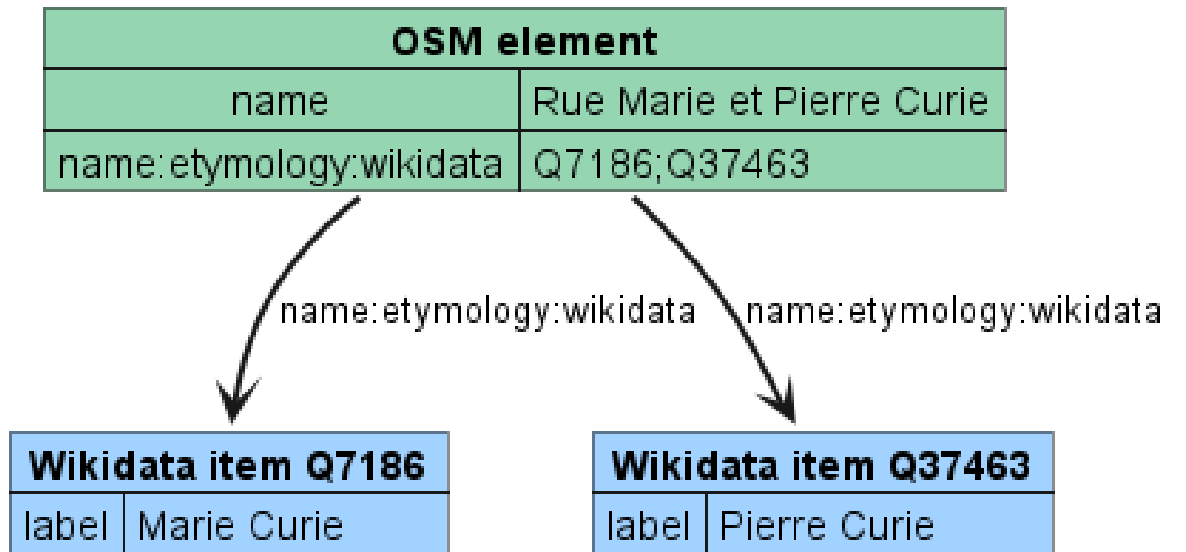 OSM element
name Rue Marie et Pierre Curie
name:etymology:wikidata Q7186;Q37463
name:etymology:wikidata name:etymology:wikidata
Wikidata item Q7186 Wikidata item Q37463
label Marie Curie label Pierre Curie